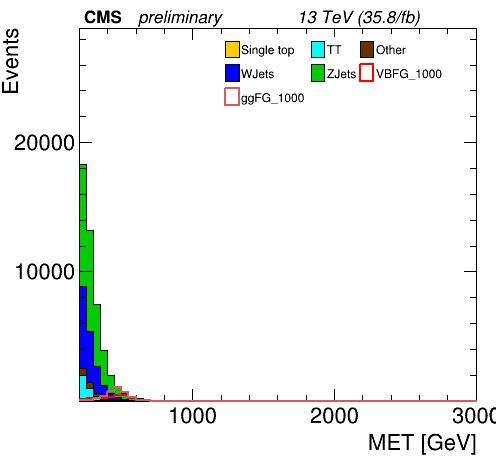 CMS preliminary 13 TeV (35.8/fb)
Events
Single top TT Other
WJets ZJets VBFG_1000
ggFG_1000
20000
10000
1000 2000 3000
MET [GeV]